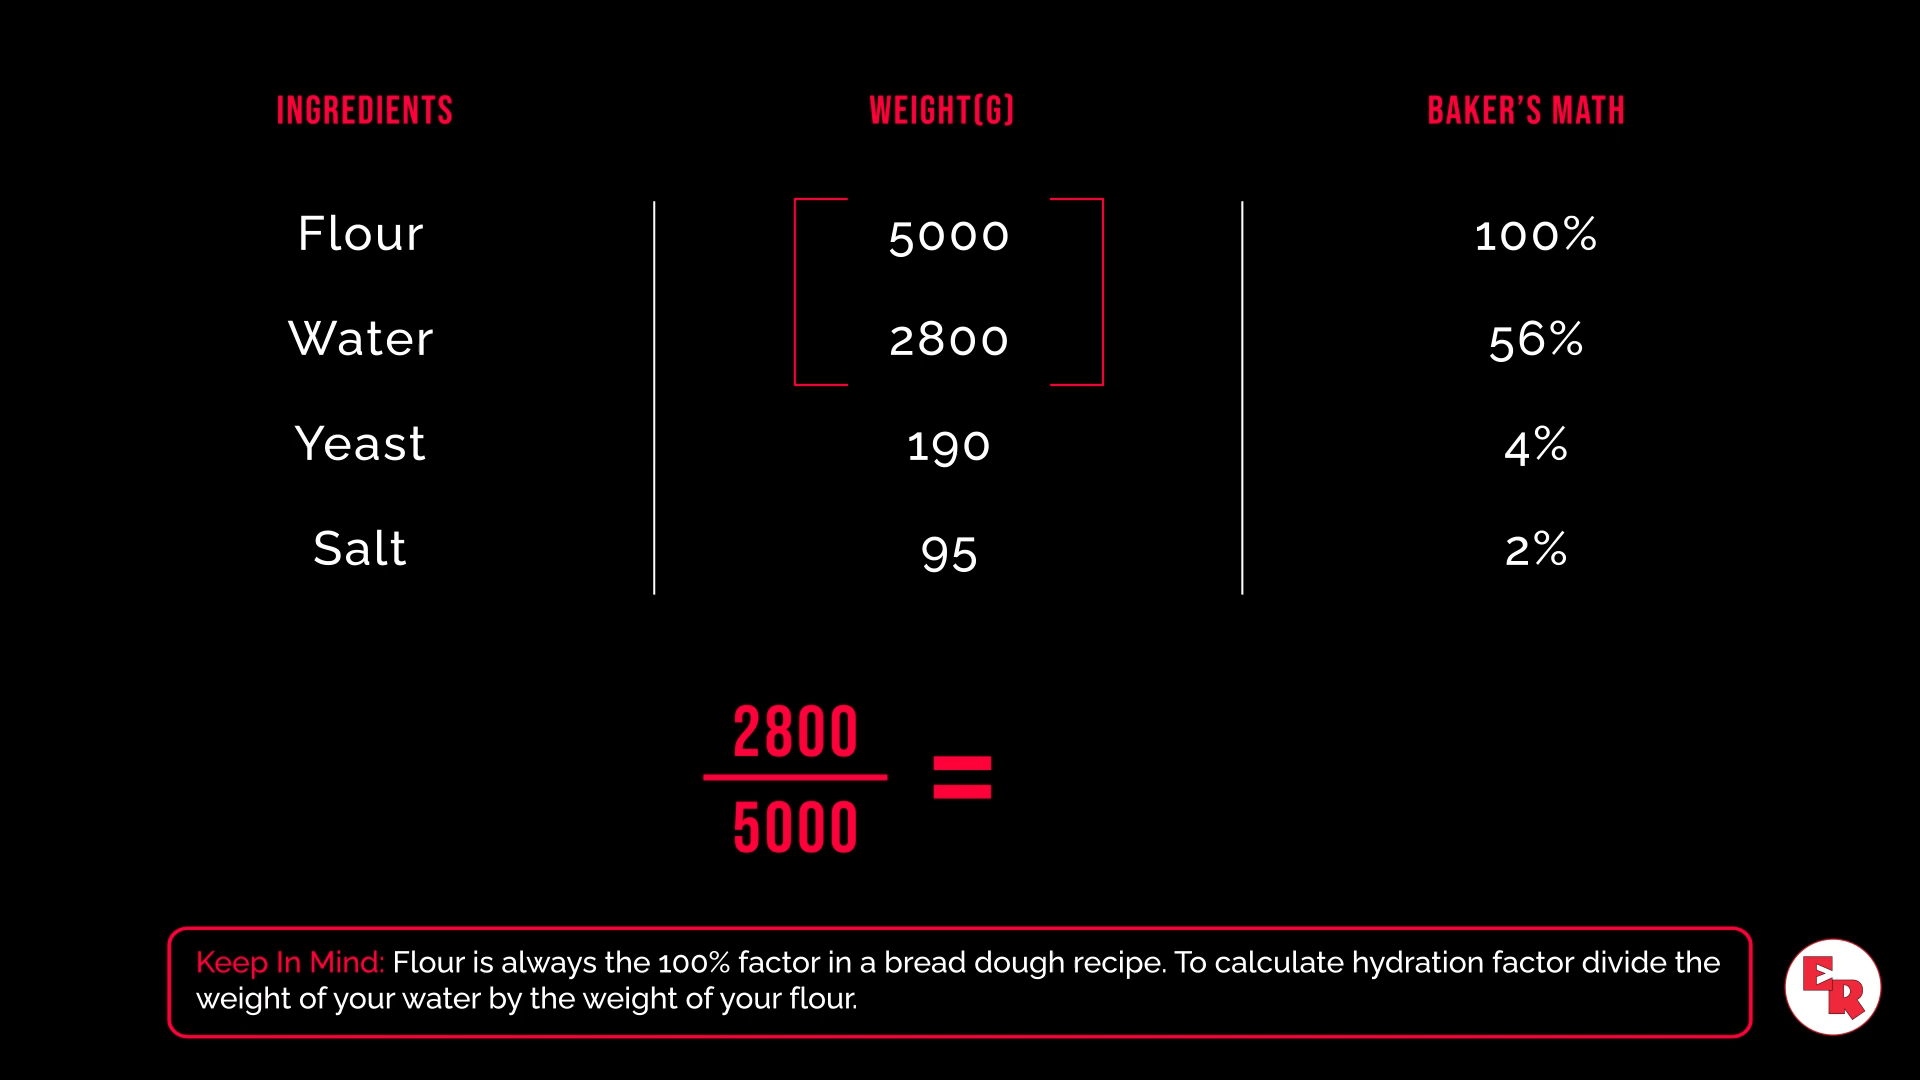 INGREDIENTS WEIGHT(G) BAKER’S MATH
Flour 5000 100%
Water 2800 56%
Yeast 190 4%
Salt 95 2%
2800
=
5000
Keep In Mind: Flour is always the 100% factor in a bread dough recipe. To calculate hydration factor divide the
weight of your water by the weight of your flour.
ER